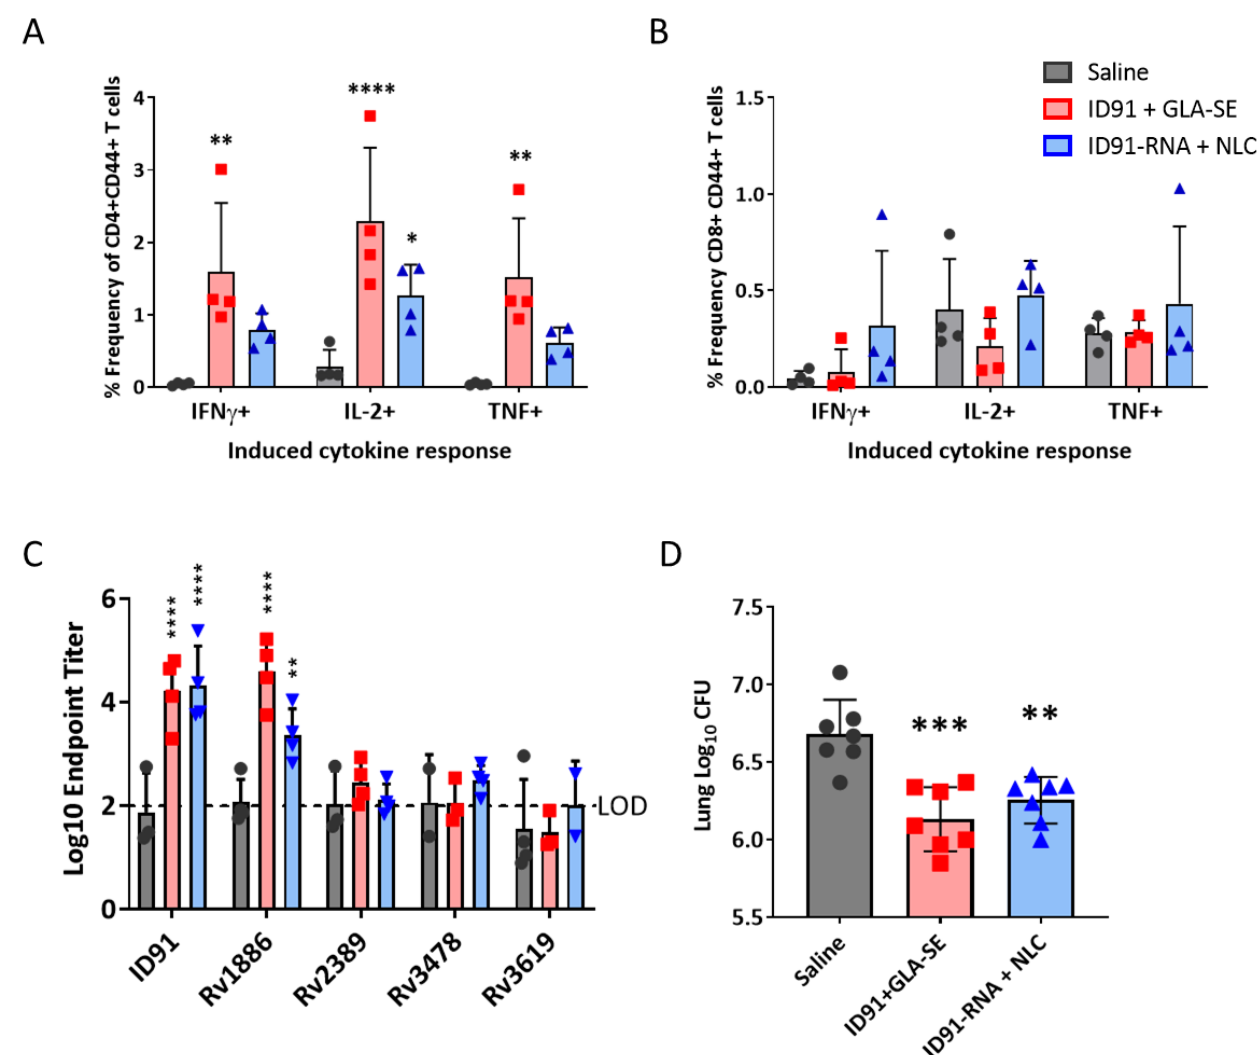 A
% Frequency of CD4+CD44+ T cells
4
3
2
1
0
**
****
*
**
IFNγ+
IL-2+
TNF+
Induced cytokine response
B
% Frequency CD8+ CD44+ T cells
1.5
1.0
0.5
0.0
Saline
ID91 + GLA-SE
ID91-RNA + NLC
IFNγ+
IL-2+
TNF+
Induced cytokine response
C
Log10 Endpoint Titer
6
4
2
0
****
****
****
**
LOD
ID91
Rv1886
Rv2389
Rv3478
Rv3619
D
Lung Log10 CFU
7.5
7.0
6.5
6.0
5.5
***
**
Saline
ID91+GLA-SE
ID91-RNA + NLC